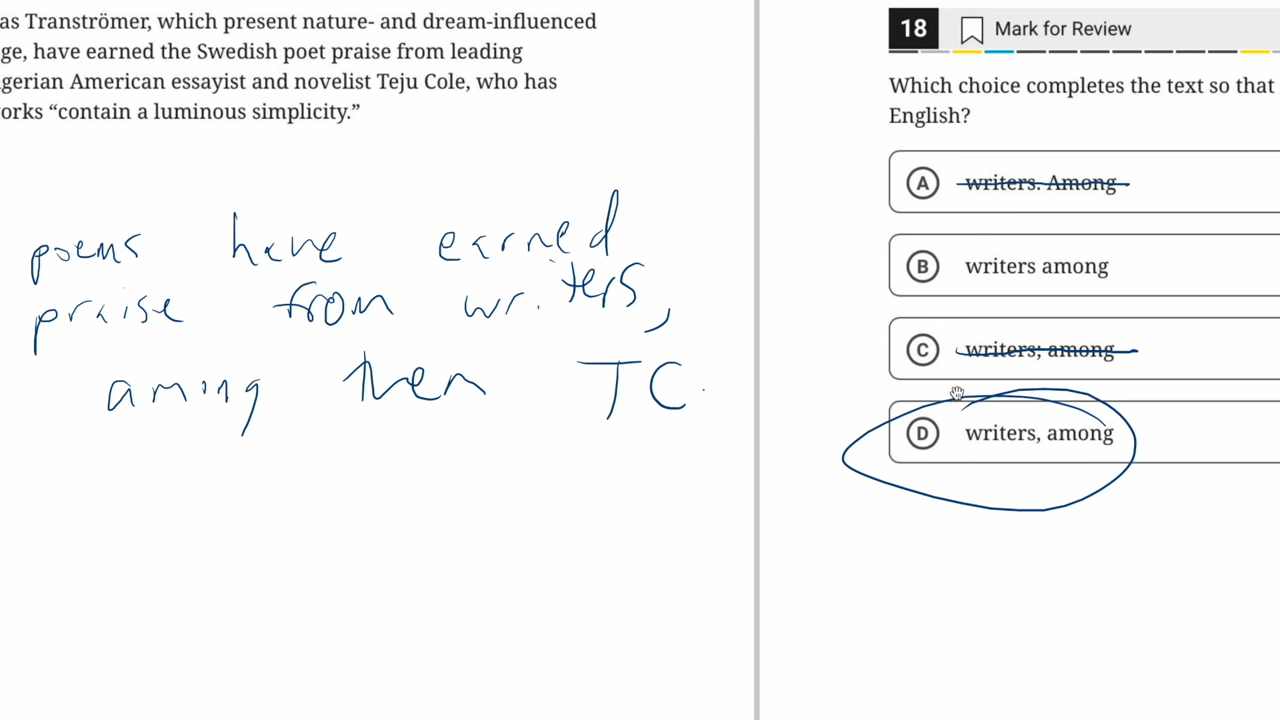 as Tranströmer, which present nature- and dream-influenced
ge, have earned the Swedish poet praise from leading
gerian American essayist and novelist Teju Cole, who has
orks “contain a luminous simplicity.”
poems have earned
praise from writers,
among them TC.
18 Mark for Review
Which choice completes the text so that
English?
A writers. Among
B writers among
C writers; among
D writers, among